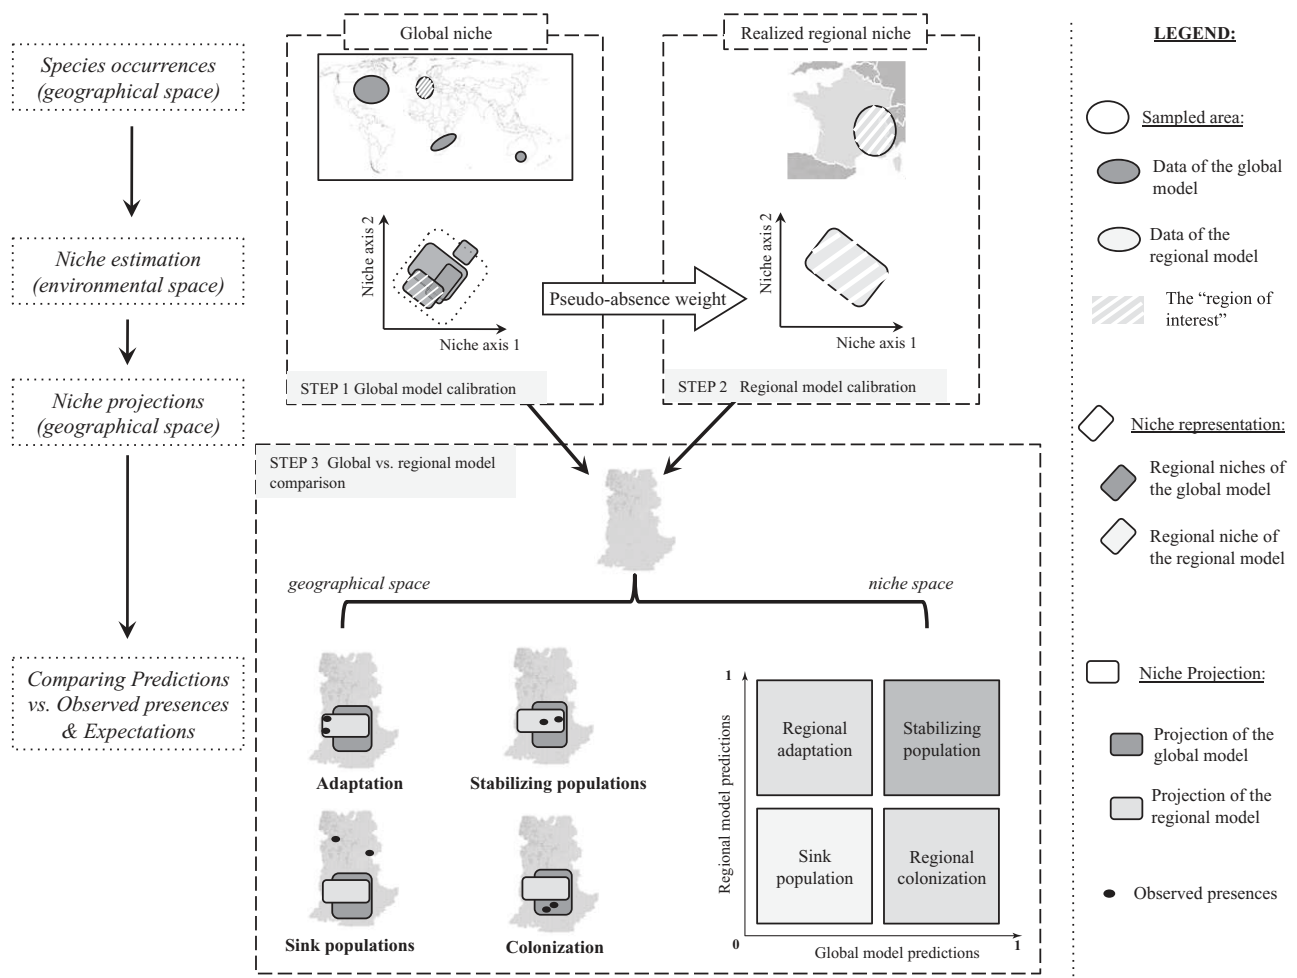 Species occurrences
(geographical space)
Niche estimation
(environmental space)
Niche projections
(geographical space)
Comparing Predictions
vs. Observed presences
& Expectations
Global niche
Niche axis 2
Niche axis 1
STEP 1 Global model calibration
Pseudo-absence weight
Realized regional niche
Niche axis 2
Niche axis 1
STEP 2 Regional model calibration
STEP 3 Global vs. regional model
comparison
geographical space
niche space
Adaptation
Stabilizing populations
Sink populations
Colonization
1
Regional model predictions
Regional
adaptation
Stabilizing
population
Sink
population
Regional
colonization
0
Global model predictions
1
LEGEND:
Sampled area:
Data of the global
model
Data of the
regional model
The “region of
interest”
Niche representation:
Regional niches of
the global model
Regional niche of
the regional model
Niche Projection:
Projection of the
global model
Projection of the
regional model
Observed presences